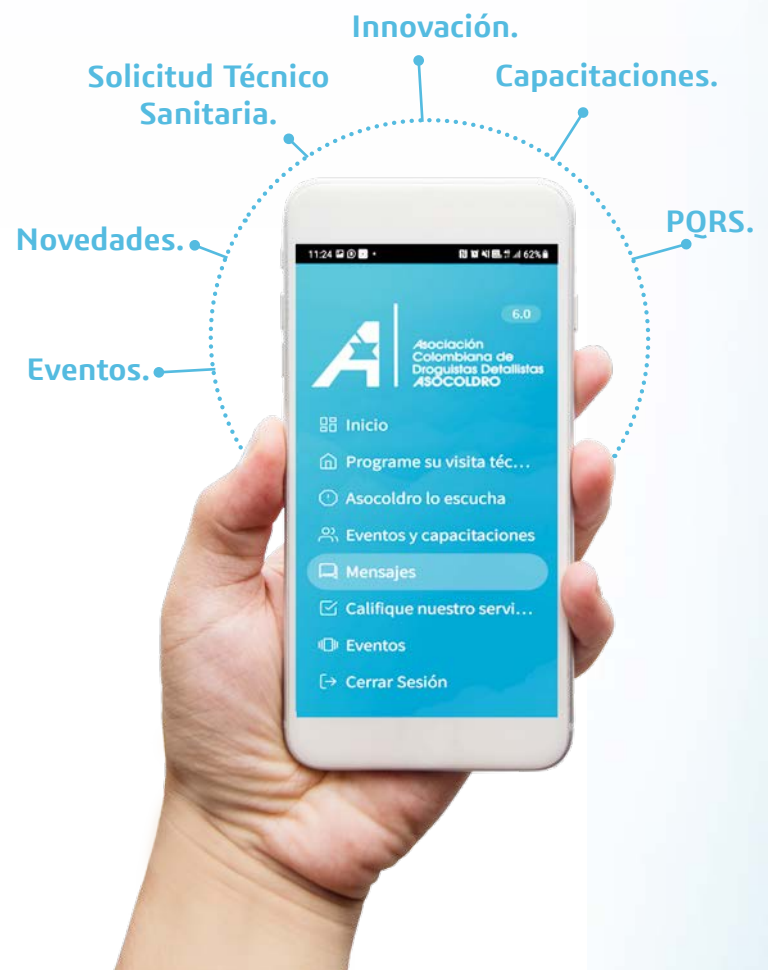 Innovación.
Solicitud Técnico
Sanitaria.
Capacitaciones.
Novedades.
PQRS.
Eventos.
11:24
62%
6.0
Asociación
Colombiana de
Droguistas Detallistas
ASOCOLDRO
Inicio
Programe su visita téc...
Asocoldro lo escucha
Eventos y capacitaciones
Mensajes
Califique nuestro servi...
Eventos
Cerrar Sesión